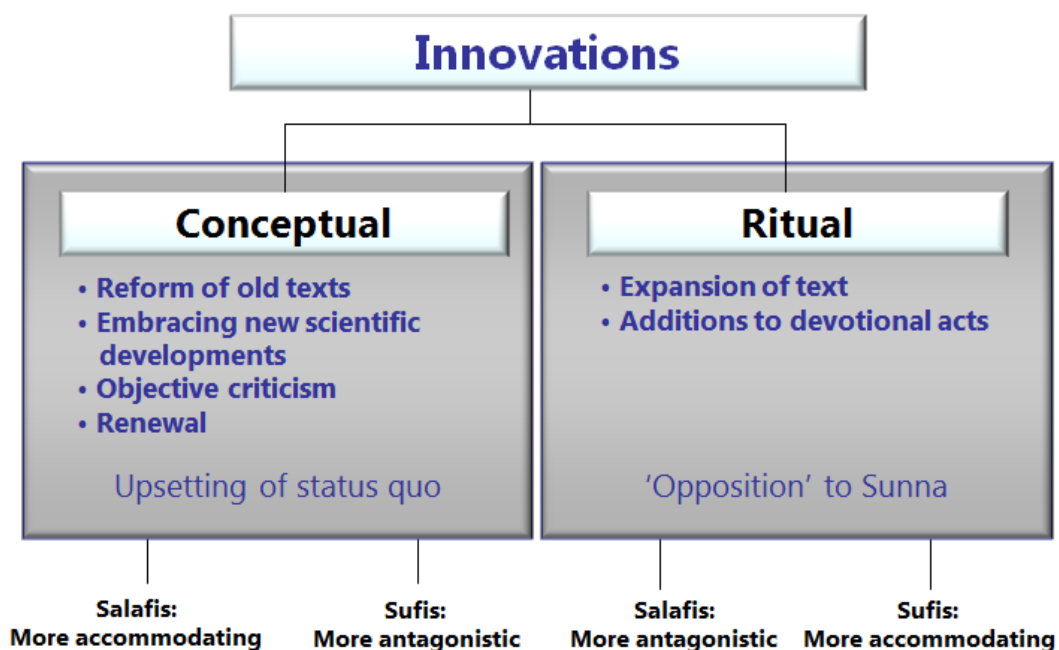 Innovations
Conceptual
• Reform of old texts
• Embracing new scientific
developments
• Objective criticism
• Renewal
Upsetting of status quo
Ritual
• Expansion of text
• Additions to devotional acts
‘Opposition’ to Sunna
Salafis:
More accommodating
Sufis:
More antagonistic
Salafis:
More antagonistic
Sufis:
More accommodating